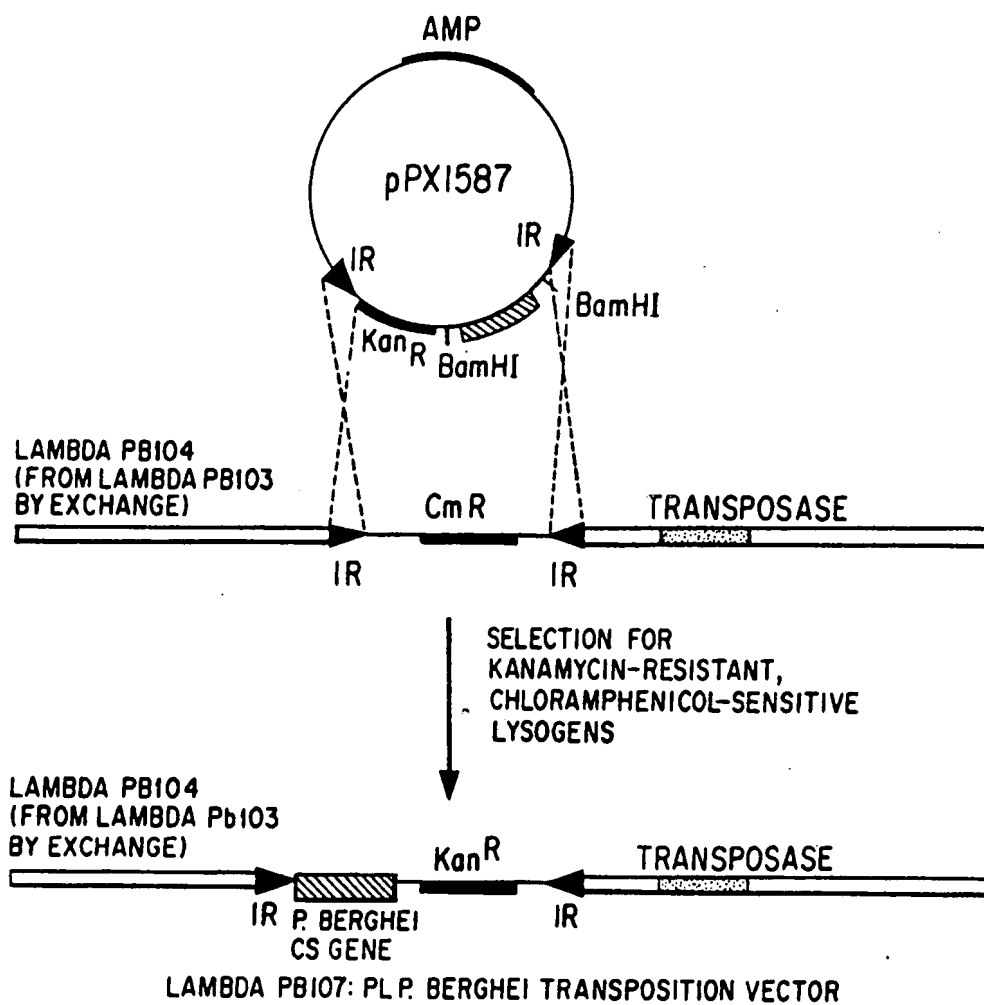 AMP
pPX1587
IR
IR
BamHI
KanR
BamHI
LAMBDA PB104
(FROM LAMBDA PB103
BY EXCHANGE)
CmR
TRANSPOSASE
IR
IR
SELECTION FOR
KANAMYCIN-RESISTANT,
CHLORAMPHENICOL-SENSITIVE
LYSOGENS
LAMBDA PB104
(FROM LAMBDA Pb103
BY EXCHANGE)
KanR
TRANSPOSASE
IR
P. BERGHEI
CS GENE
IR
LAMBDA PB107: PL P. BERGHEI TRANSPOSITION VECTOR